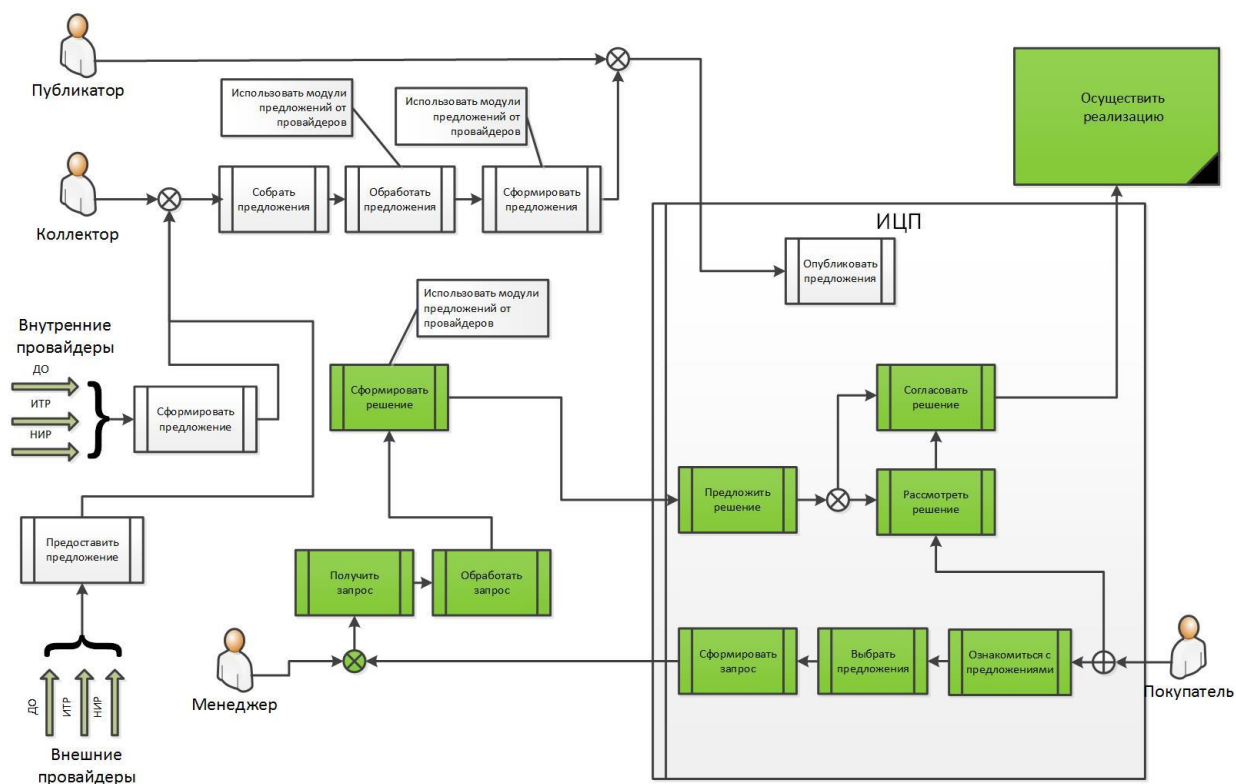 Публикатор
Использовать модули
предложений от
провайдеров
Использовать модули
предложений от
провайдеров
Осуществить
реализацию
Коллектор
Собрать
предложения
Обработать
предложения
Сформировать
предложения
ИЦП
Опубликовать
предложения
Использовать модули
предложений от
провайдеров
Внутренние
провайдеры
ДО
ИТР
НИР
Сформировать
предложение
Сформировать
решение
Согласовать
решение
Предложить
решение
Рассмотреть
решение
Предоставить
предложение
Получить
запрос
Обработать
запрос
Менеджер
Сформировать
запрос
Выбрать
предложения
Ознакомиться с
предложениями
Покупатель
ДО
ИТР
НИР
Внешние
провайдеры